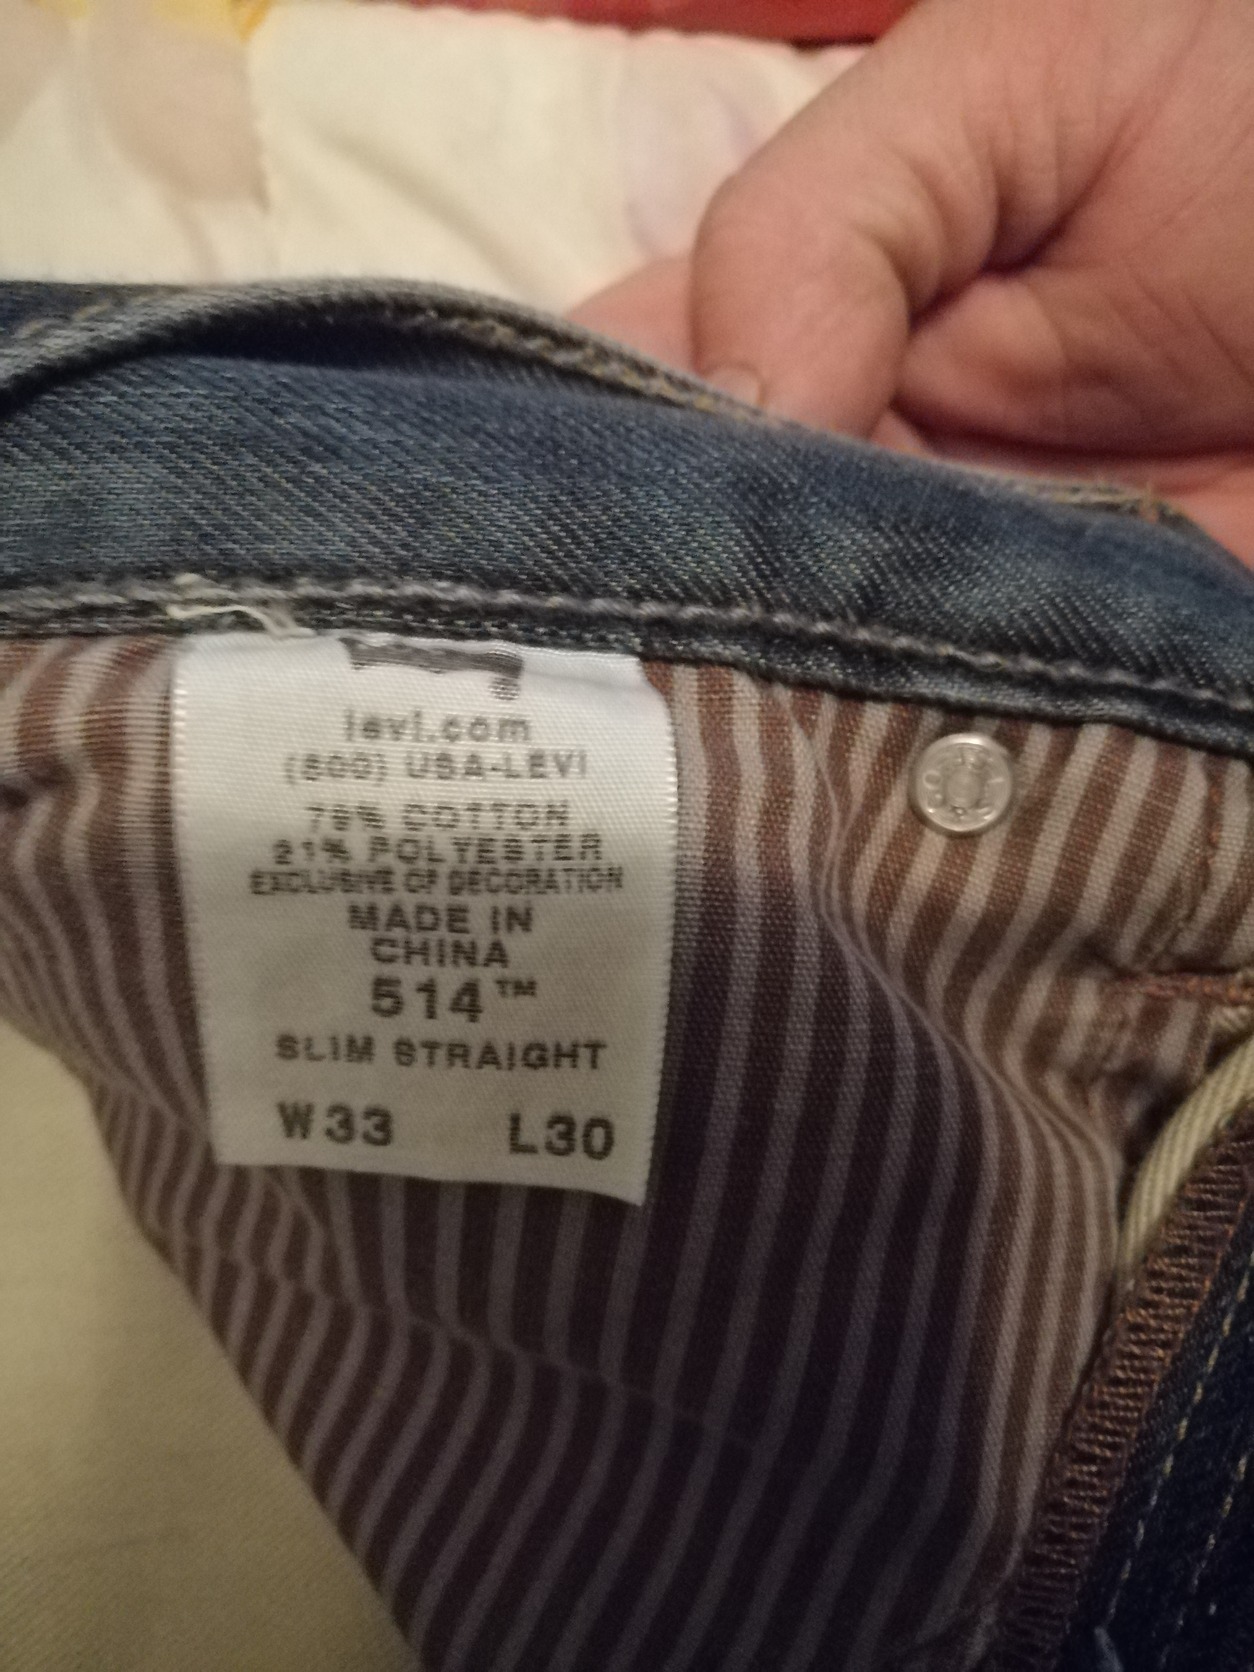 levi.com
(800) USA-LEVI
79% COTTON
21% POLYESTER
EXCLUSIVE OF DECORATION
MADE IN
CHINA
514™
SLIM STRAIGHT
W33 L30